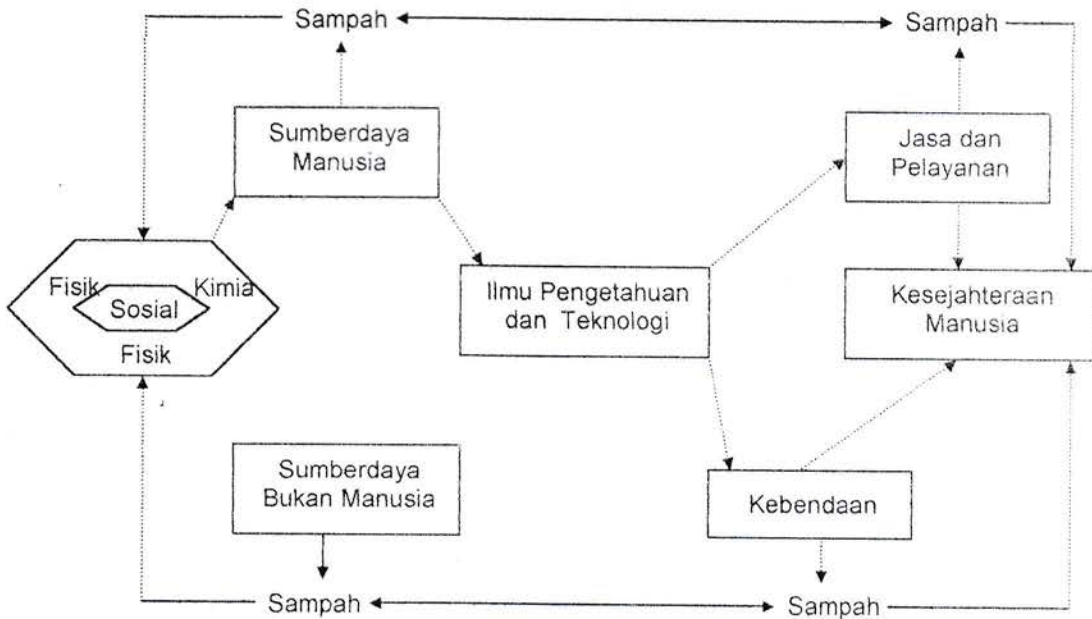 Sampah
Sampah
Sumberdaya
Manusia
Jasa dan
Pelayanan
Fisik
Kimia
Sosial
Fisik
Ilmu Pengetahuan
dan Teknologi
Kesejahteraan
Manusia
Sumberdaya
Bukan Manusia
Kebendaan
Sampah
Sampah